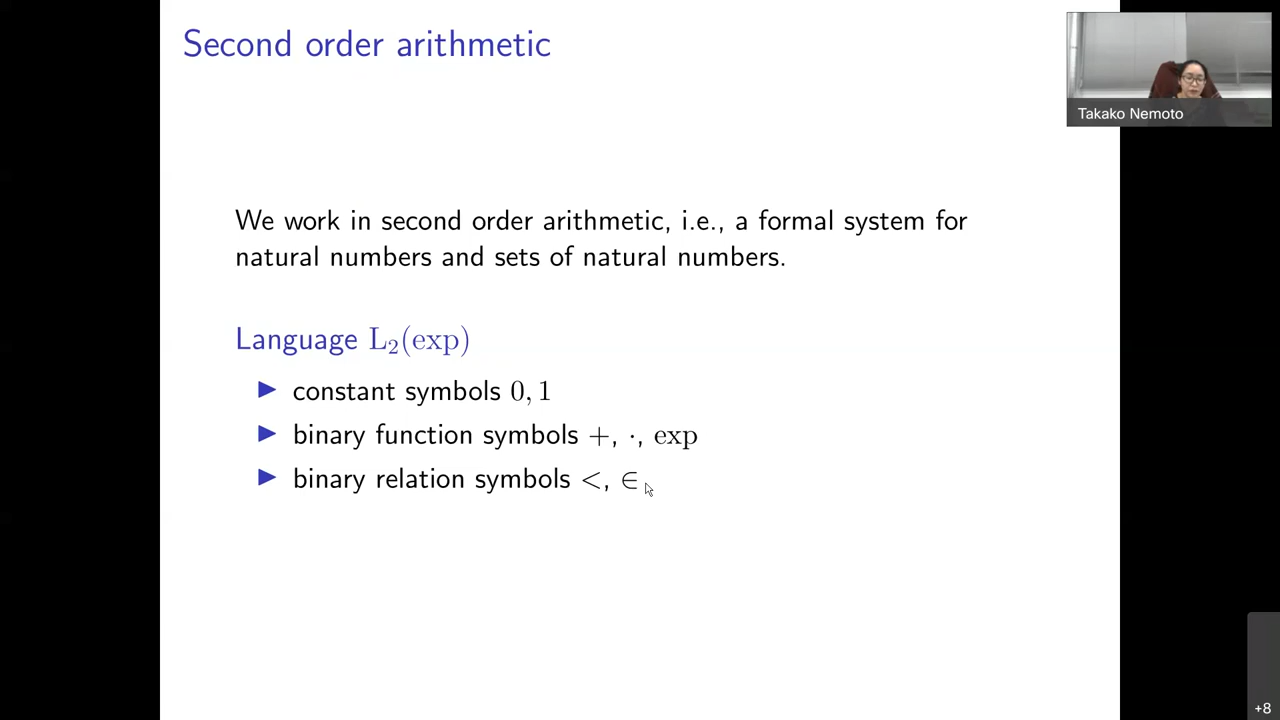 Second order arithmetic
Takako Nemoto
We work in second order arithmetic, i.e., a formal system for
natural numbers and sets of natural numbers.
Language L₂(exp)
▶ constant symbols 0, 1
▶ binary function symbols +, ·, exp
▶ binary relation symbols <, ∈
+8